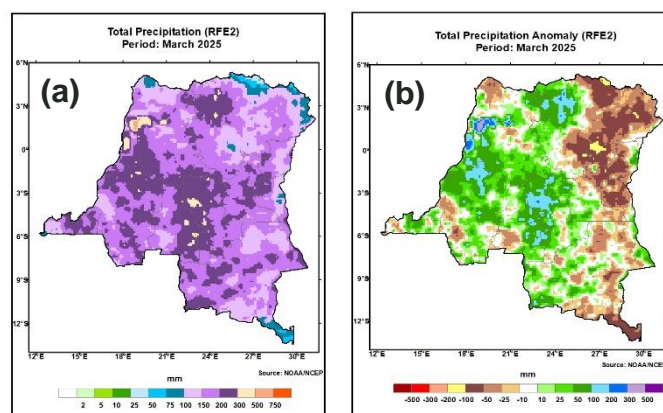 Total Precipitation (RFE2)
Period: March 2025
(a)
6°N
3°N
0°
3°S
6°S
9°S
12°S
12°E
15°E
18°E
21°E
24°E
27°E
30°E
Source: NOAA/NCEP
mm
2 5 10 25 50 75 100 150 200 300 500 750
Total Precipitation Anomaly (RFE2)
Period: March 2025
(b)
6°N
3°N
0°
3°S
6°S
9°S
12°S
12°E
15°E
18°E
21°E
24°E
27°E
30°E
Source: NOAA/NCEP
mm
-500 -300 -200 -100 -50 -25 -10 10 25 50 100 200 300 500